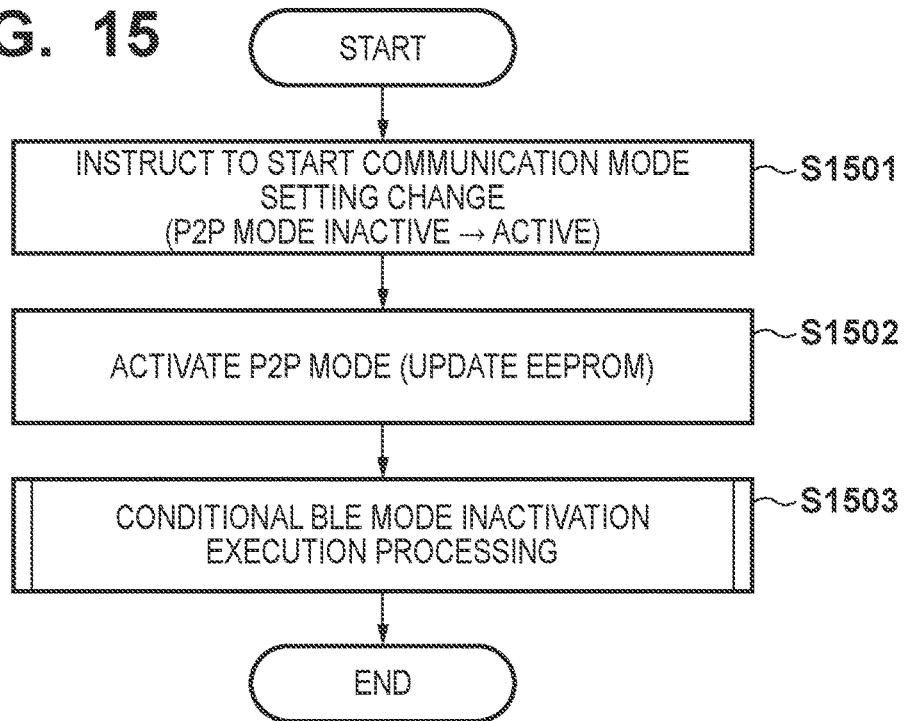 G. 15
START
INSTRUCT TO START COMMUNICATION MODE
SETTING CHANGE
(P2P MODE INACTIVE → ACTIVE)
S1501
ACTIVATE P2P MODE (UPDATE EEPROM)
S1502
CONDITIONAL BLE MODE INACTIVATION
EXECUTION PROCESSING
S1503
END